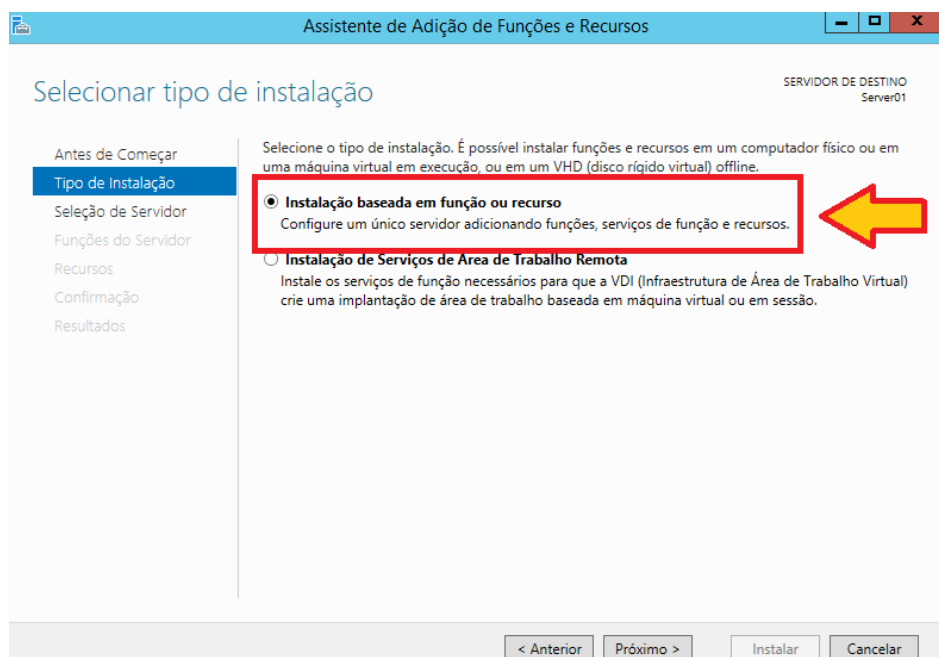 Assistente de Adição de Funções e Recursos
Selecionar tipo de instalação
SERVIDOR DE DESTINO
Server01
Antes de Começar
Tipo de Instalação
Seleção de Servidor
Funções do Servidor
Recursos
Confirmação
Resultados
Selecione o tipo de instalação. É possível instalar funções e recursos em um computador físico ou em
uma máquina virtual em execução, ou em um VHD (disco rígido virtual) offline.
Instalação baseada em função ou recurso
Configure um único servidor adicionando funções, serviços de função e recursos.
Instalação de Serviços de Área de Trabalho Remota
Instale os serviços de função necessários para que a VDI (Infraestrutura de Área de Trabalho Virtual)
crie uma implantação de área de trabalho baseada em máquina virtual ou em sessão.
< Anterior
Próximo >
Instalar
Cancelar